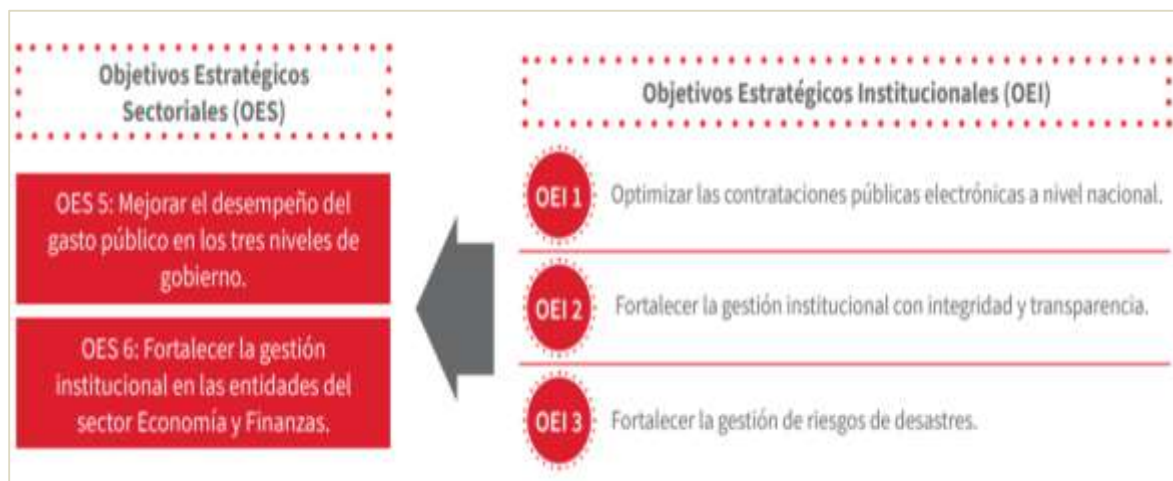 Objetivos Estratégicos
Sectoriales (OES)
OES 5: Mejorar el desempeño del
gasto público en los tres niveles de
gobierno.
OES 6: Fortalecer la gestión
institucional en las entidades del
sector Economía y Finanzas.
Objetivos Estratégicos Institucionales (OEI)
OEI 1
Optimizar las contrataciones públicas electrónicas a nivel nacional.
OEI 2
Fortalecer la gestión institucional con integridad y transparencia.
OEI 3
Fortalecer la gestión de riesgos de desastres.